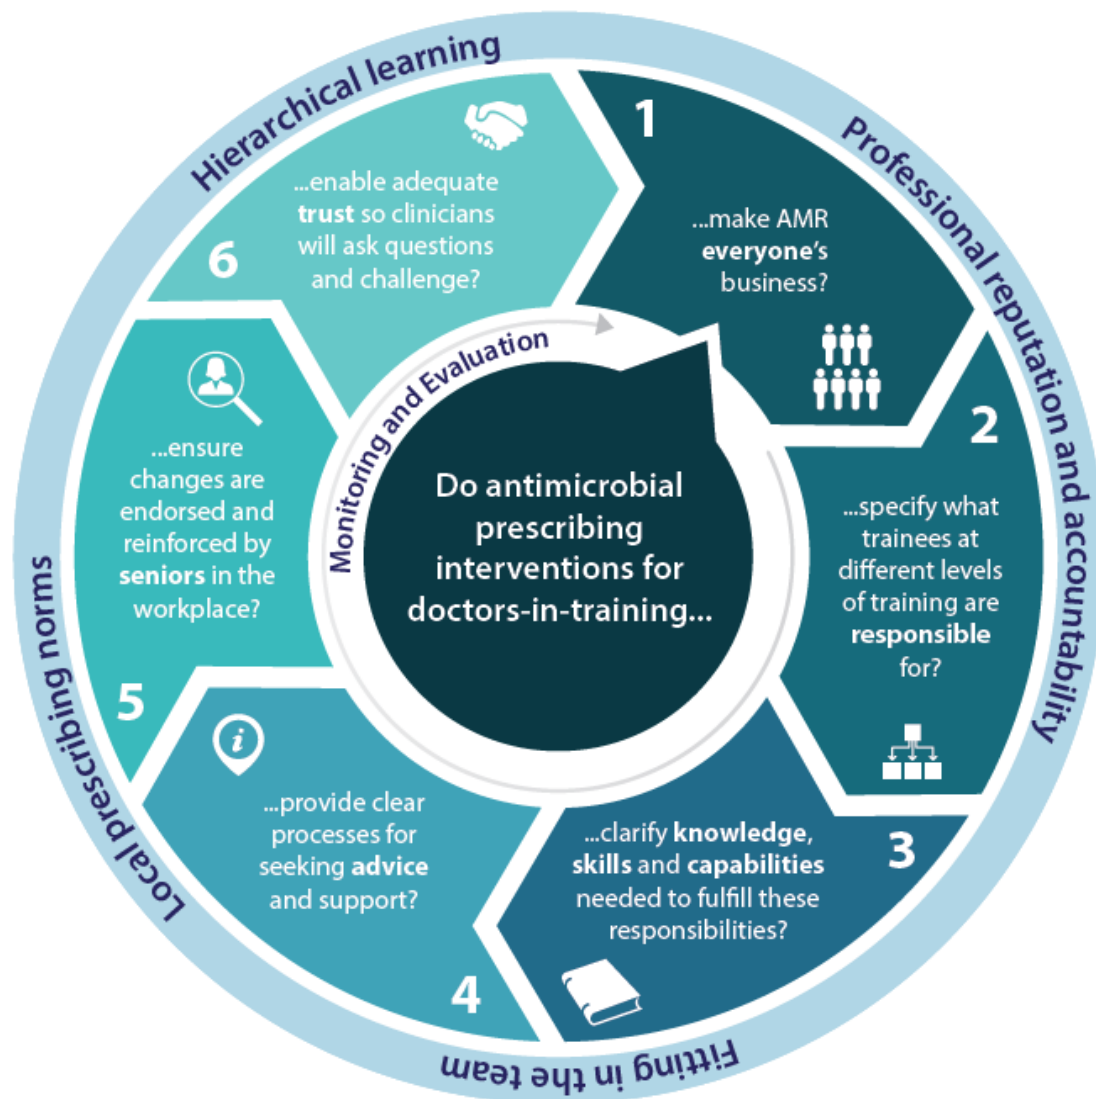 Hierarchical learning
Professional reputation and accountability
Fitting in the team
Local prescribing norms
Monitoring and Evaluation
Do antimicrobial
prescribing
interventions for
doctors-in-training...
1
...make AMR
everyone's
business?
2
...specify what
trainees at
different levels
of training are
responsible
for?
3
...clarify knowledge,
skills and capabilities
needed to fulfill these
responsibilities?
4
...provide clear
processes for
seeking advice
and support?
5
...ensure
changes are
endorsed and
reinforced by
seniors in the
workplace?
6
...enable adequate
trust so clinicians
will ask questions
and challenge?
i